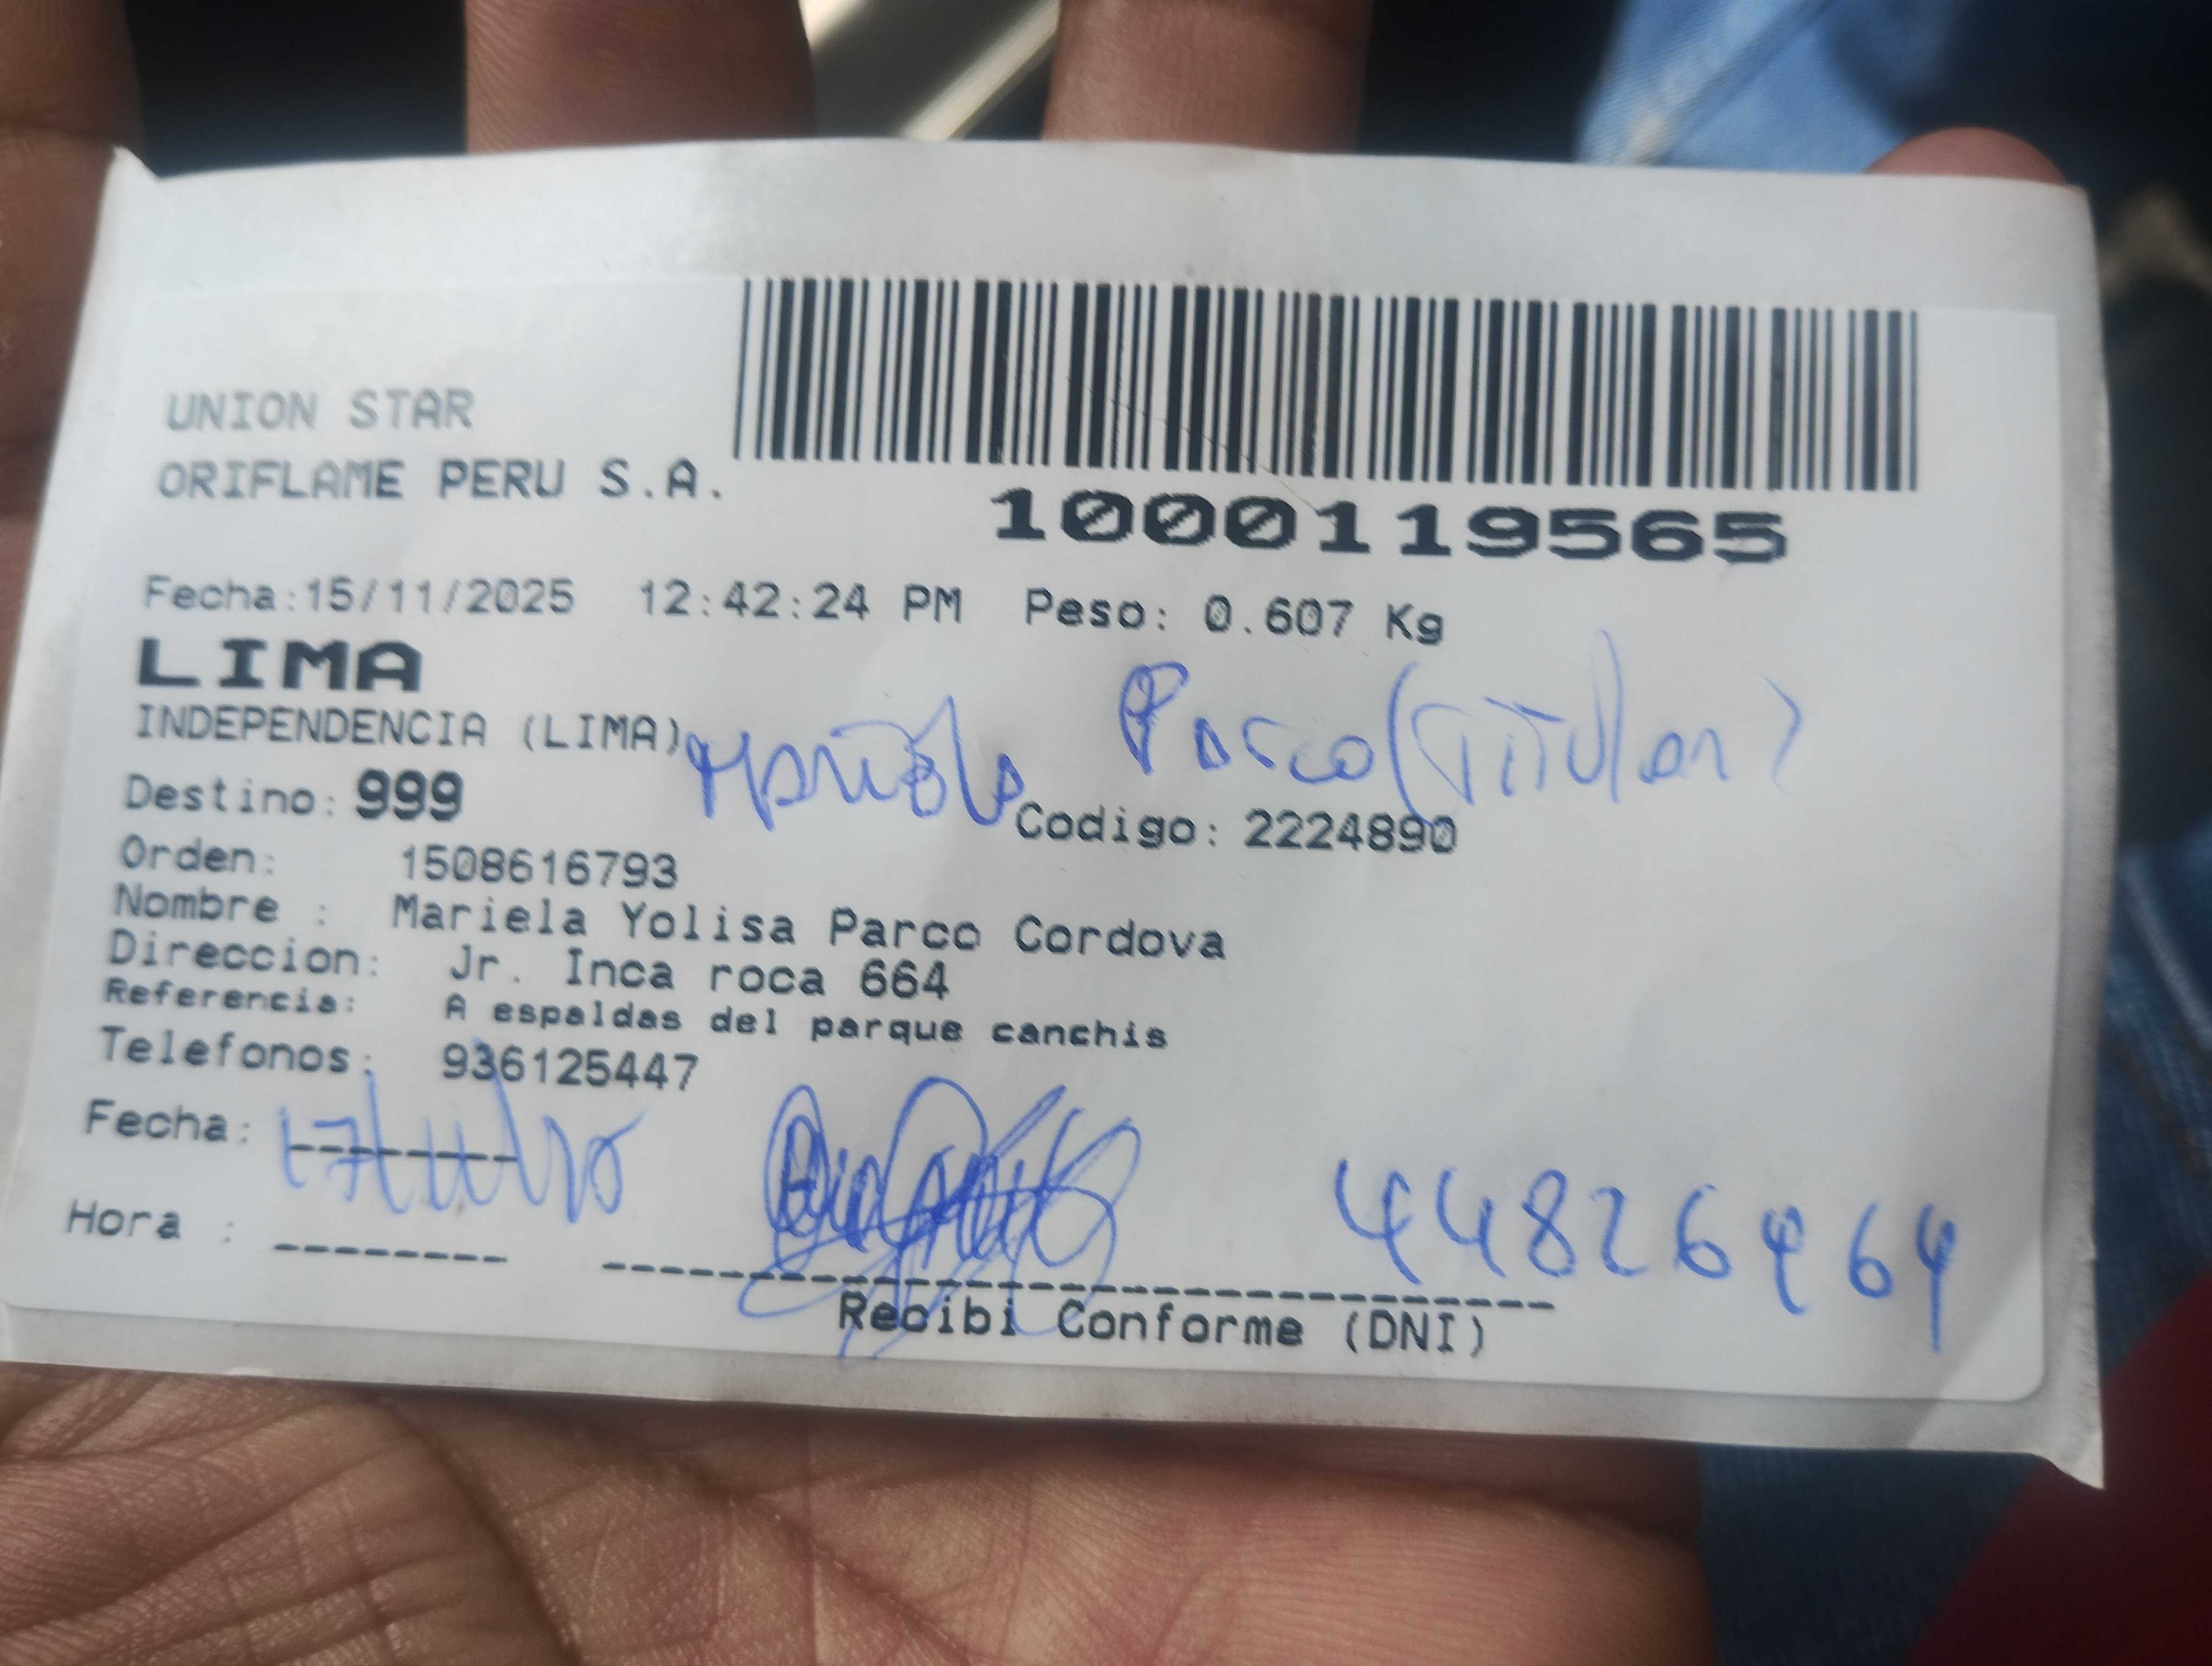 UNION STAR
ORIFLAME PERU S.A.
1000119565
Fecha:15/11/2025 12:42:24 PM Peso: 0.607 Kg
LIMA
INDEPENDENCIA (LIMA)
Mariela Parco (Titular)
Destino: 999
Codigo: 2224890
Orden: 1508616793
Nombre : Mariela Yolisa Parco Cordova
Direccion: Jr. Inca roca 664
Referencia: A espaldas del parque canchis
Telefonos: 936125447
Fecha: --------
44826464
Hora : --------
Recibi Conforme (DNI)